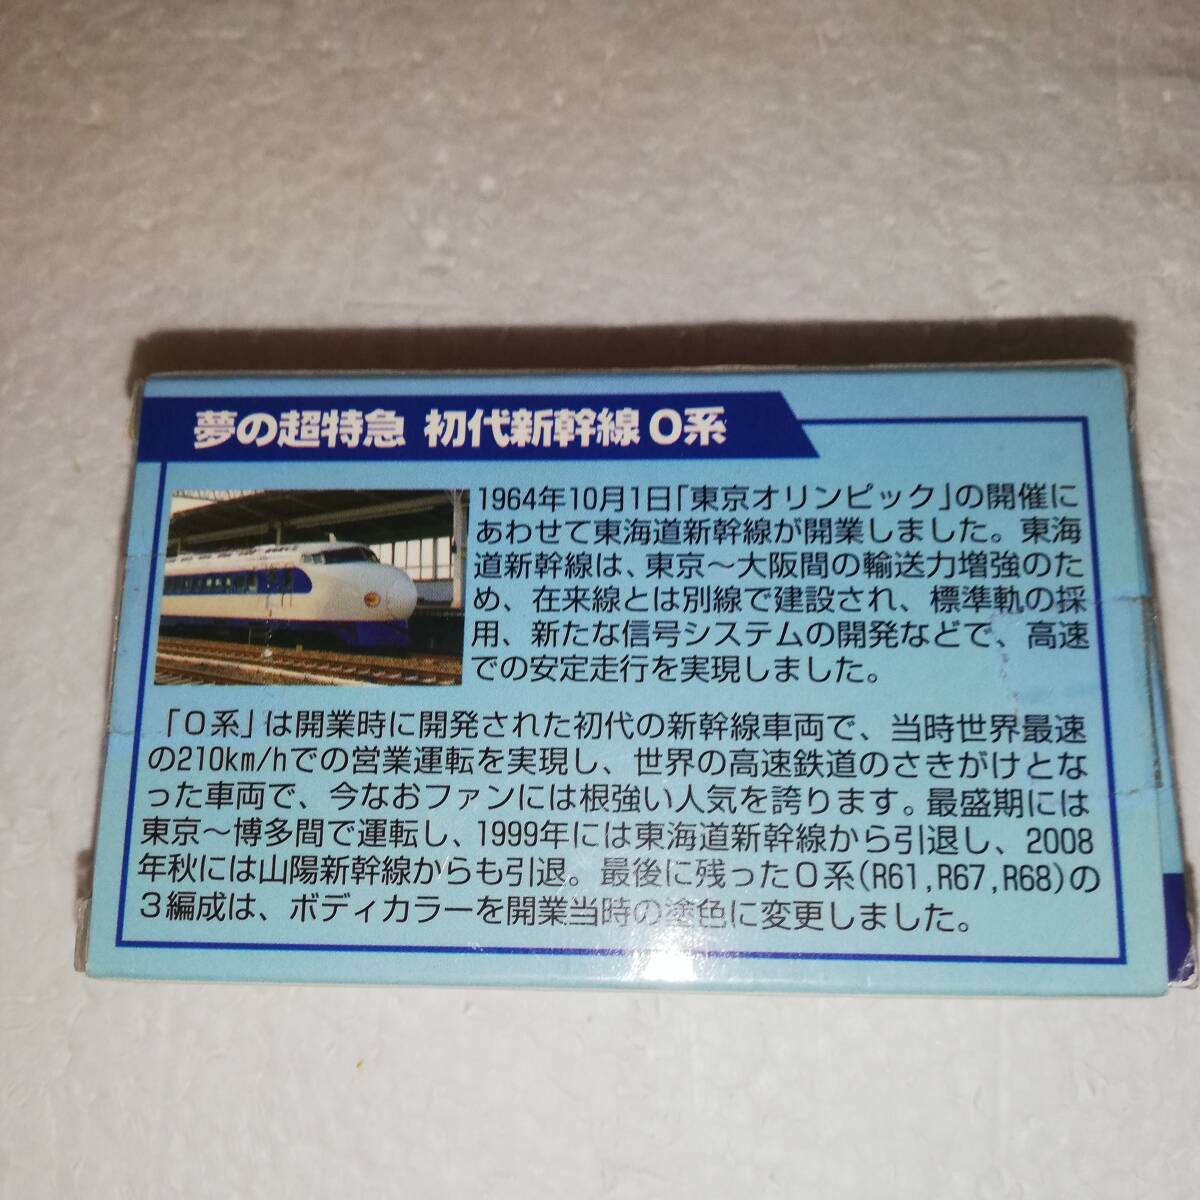 夢の超特急 初代新幹線0系
1964年10月1日「東京オリンピック」の開催に
あわせて東海道新幹線が開業しました。東海
道新幹線は、東京～大阪間の輸送力増強のた
め、在来線とは別線で建設され、標準軌の採
用、新たな信号システムの開発などで、高速
での安定走行を実現しました。
「0系」は開業時に開発された初代の新幹線車両で、当時世界最速
の210km/hでの営業運転を実現し、世界の高速鉄道のさきがけとな
った車両で、今なおファンには根強い人気を誇ります。最盛期には
東京～博多間で運転し、1999年には東海道新幹線から引退し、2008
年秋には山陽新幹線からも引退。最後に残った0系(R61,R67,R68)の
3編成は、ボディカラーを開業当時の塗色に変更しました。